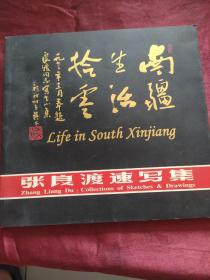 南疆
生活
拾零
Life in South Xinjiang
张良渡速写集
Zhang Liang Du · Collections of Sketches & Drawings